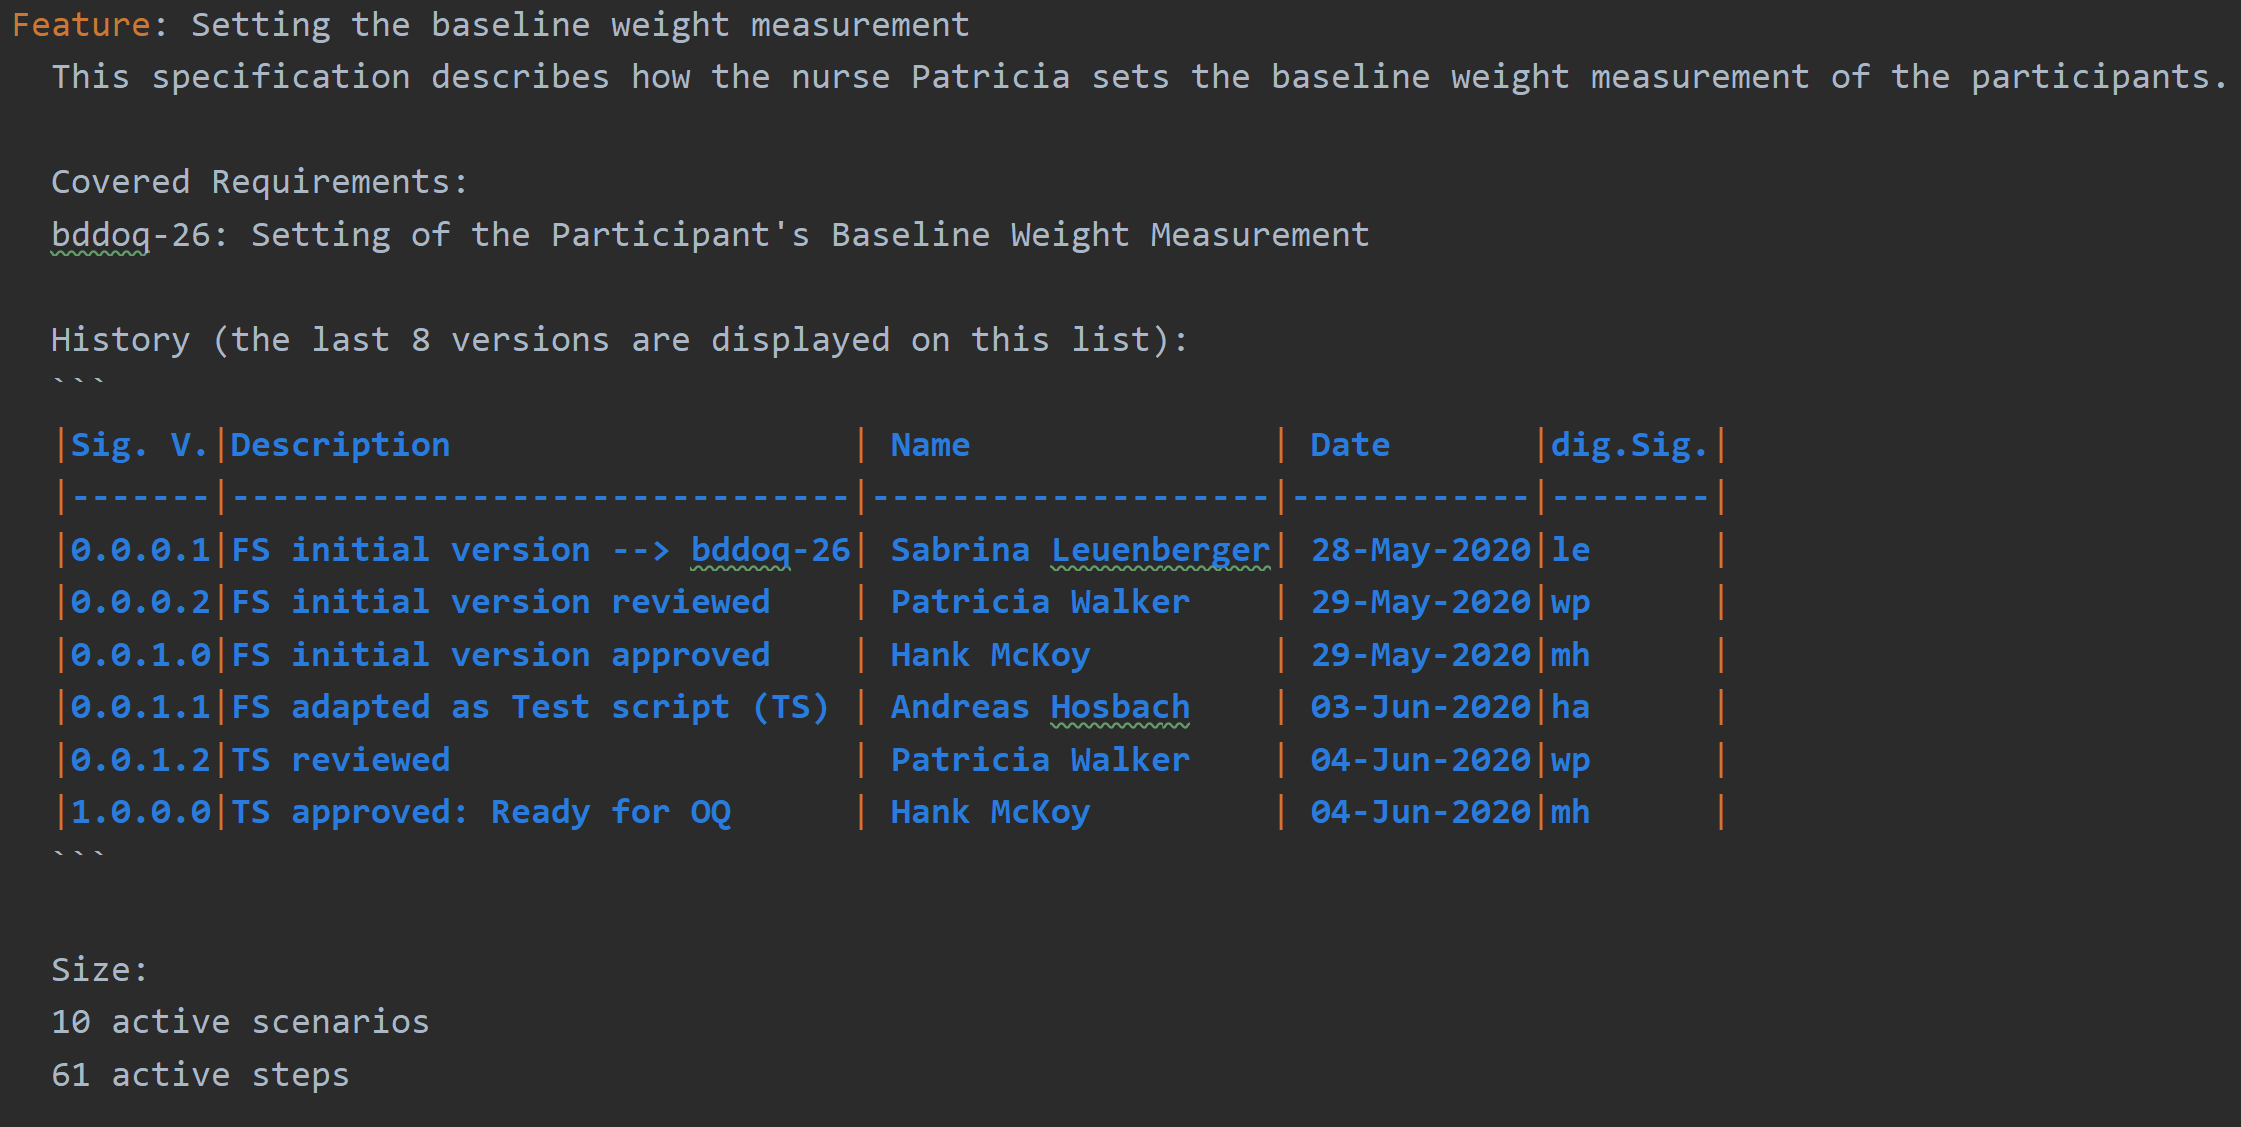 Feature: Setting the baseline weight measurement
This specification describes how the nurse Patricia sets the baseline weight measurement of the participants.
Covered Requirements:
bddoq-26: Setting of the Participant's Baseline Weight Measurement
History (the last 8 versions are displayed on this list):
```
|Sig. V.|Description                    | Name               | Date       |dig.Sig.|
|-------|-------------------------------|--------------------|------------|--------|
|0.0.0.1|FS initial version --> bddoq-26| Sabrina Leuenberger| 28-May-2020|le      |
|0.0.0.2|FS initial version reviewed    | Patricia Walker    | 29-May-2020|wp      |
|0.0.1.0|FS initial version approved    | Hank McKoy         | 29-May-2020|mh      |
|0.0.1.1|FS adapted as Test script (TS) | Andreas Hosbach    | 03-Jun-2020|ha      |
|0.0.1.2|TS reviewed                    | Patricia Walker    | 04-Jun-2020|wp      |
|1.0.0.0|TS approved: Ready for OQ      | Hank McKoy         | 04-Jun-2020|mh      |
```
Size:
10 active scenarios
61 active steps